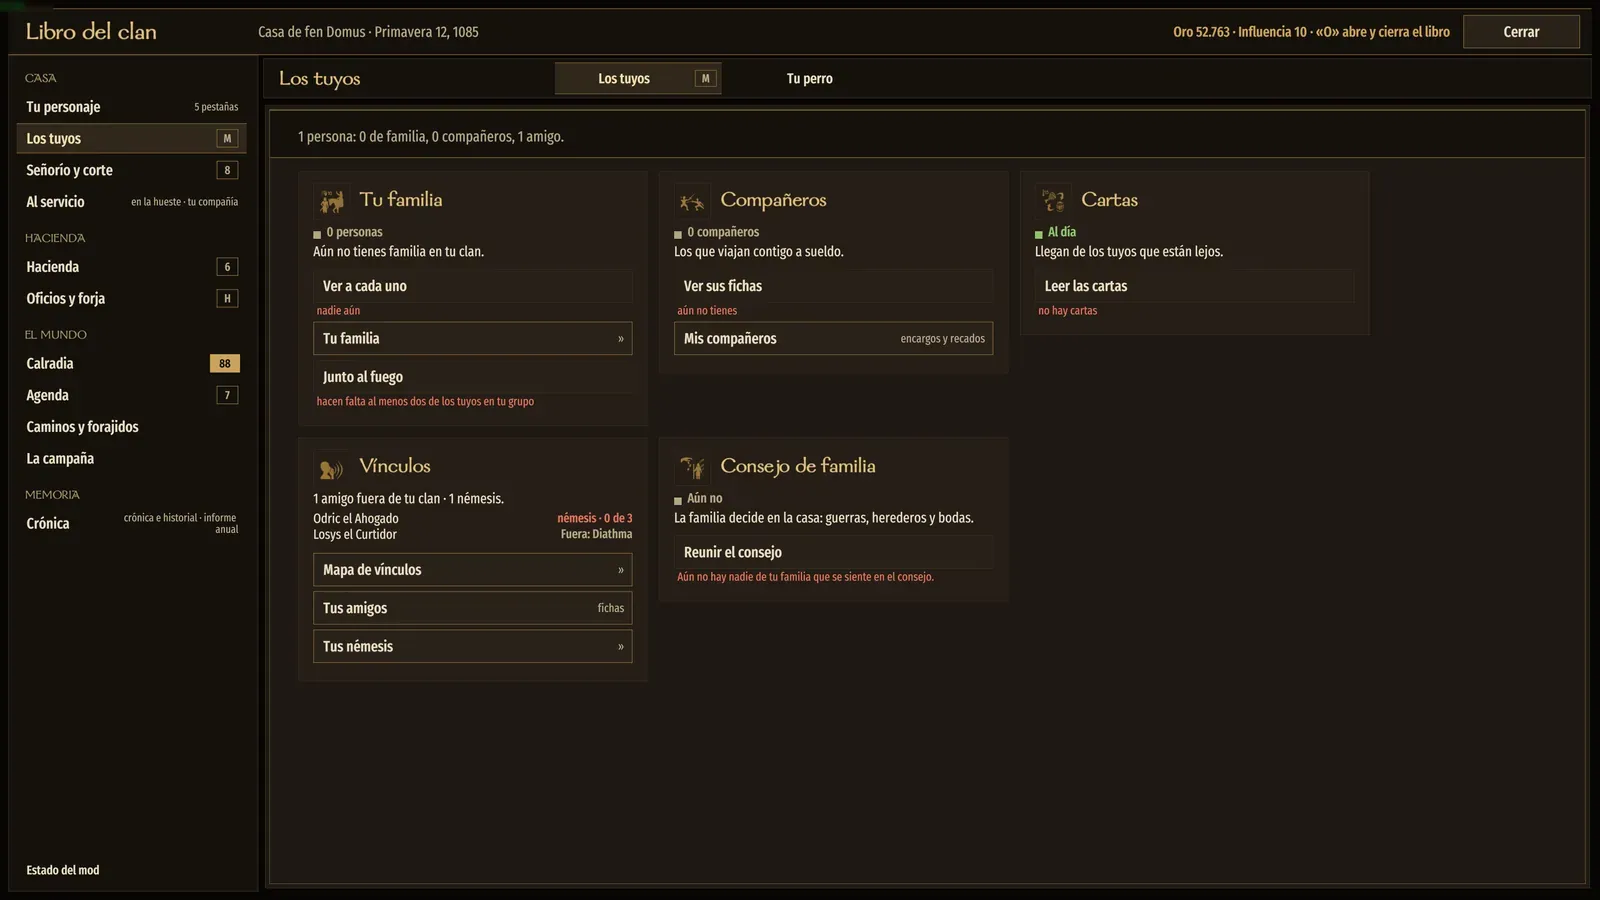 Libro del clan
Casa de fen Domus · Primavera 12, 1085
Oro 52.763 · Influencia 10 · «O» abre y cierra el libro
Cerrar
CASA
Tu personaje 5 pestañas
Los tuyos M
Señorío y corte 8
Al servicio en la hueste · tu compañía
HACIENDA
Hacienda 6
Oficios y forja H
EL MUNDO
Calradia 88
Agenda 7
Caminos y forajidos
La campaña
MEMORIA
Crónica crónica e historial · informe
anual
Estado del mod
Los tuyos
Los tuyos M
Tu perro
1 persona: 0 de familia, 0 compañeros, 1 amigo.
Tu familia
0 personas
Aún no tienes familia en tu clan.
Ver a cada uno
nadie aún
Tu familia »
Junto al fuego
hacen falta al menos dos de los tuyos en tu grupo
Compañeros
0 compañeros
Los que viajan contigo a sueldo.
Ver sus fichas
aún no tienes
Mis compañeros encargos y recados
Cartas
Al día
Llegan de los tuyos que están lejos.
Leer las cartas
no hay cartas
Vínculos
1 amigo fuera de tu clan · 1 némesis.
Odric el Ahogado némesis · 0 de 3
Losys el Curtidor Fuera: Diathma
Mapa de vínculos »
Tus amigos fichas
Tus némesis »
Consejo de familia
Aún no
La familia decide en la casa: guerras, herederos y bodas.
Reunir el consejo
Aún no hay nadie de tu familia que se siente en el consejo.